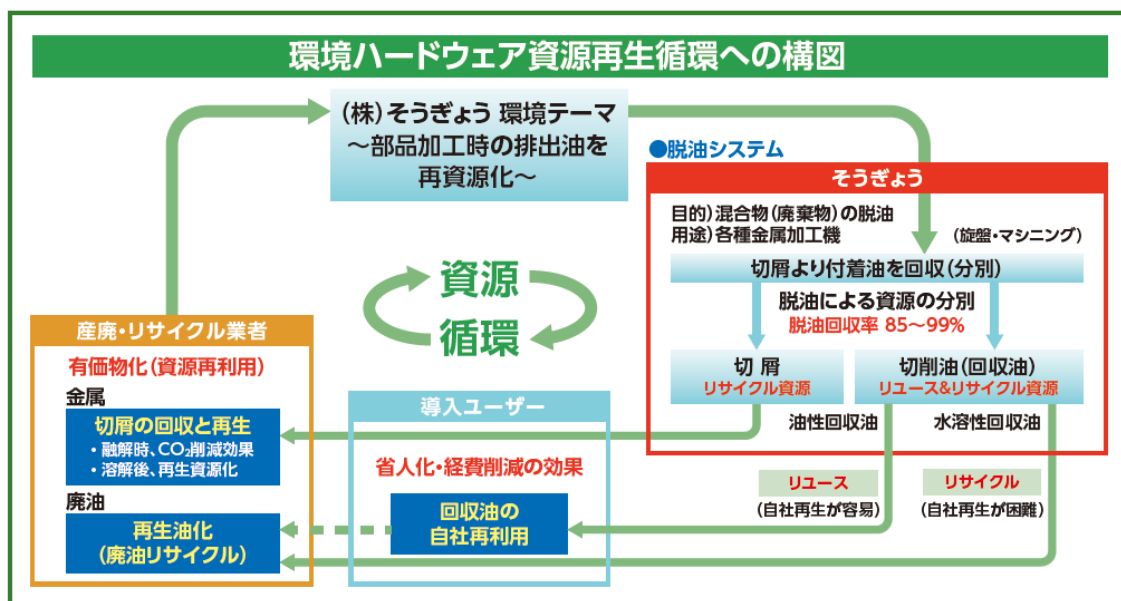 環境ハードウェア資源再生循環への構図
(株)そうぎょう 環境テーマ
～部品加工時の排出油を
再資源化～
●脱油システム
そうぎょう
目的)混合物(廃棄物)の脱油
用途)各種金属加工機
(旋盤・マシニング)
切屑より付着油を回収(分別)
脱油による資源の分別
脱油回収率 85～99%
切 屑
リサイクル資源
切削油(回収油)
リユース&リサイクル資源
油性回収油
水溶性回収油
リユース
(自社再生が容易)
リサイクル
(自社再生が困難)
資源
循環
産廃・リサイクル業者
有価物化(資源再利用)
金属
切屑の回収と再生
・融解時、CO₂削減効果
・溶解後、再生資源化
廃油
再生油化
(廃油リサイクル)
導入ユーザー
省人化・経費削減の効果
回収油の
自社再利用